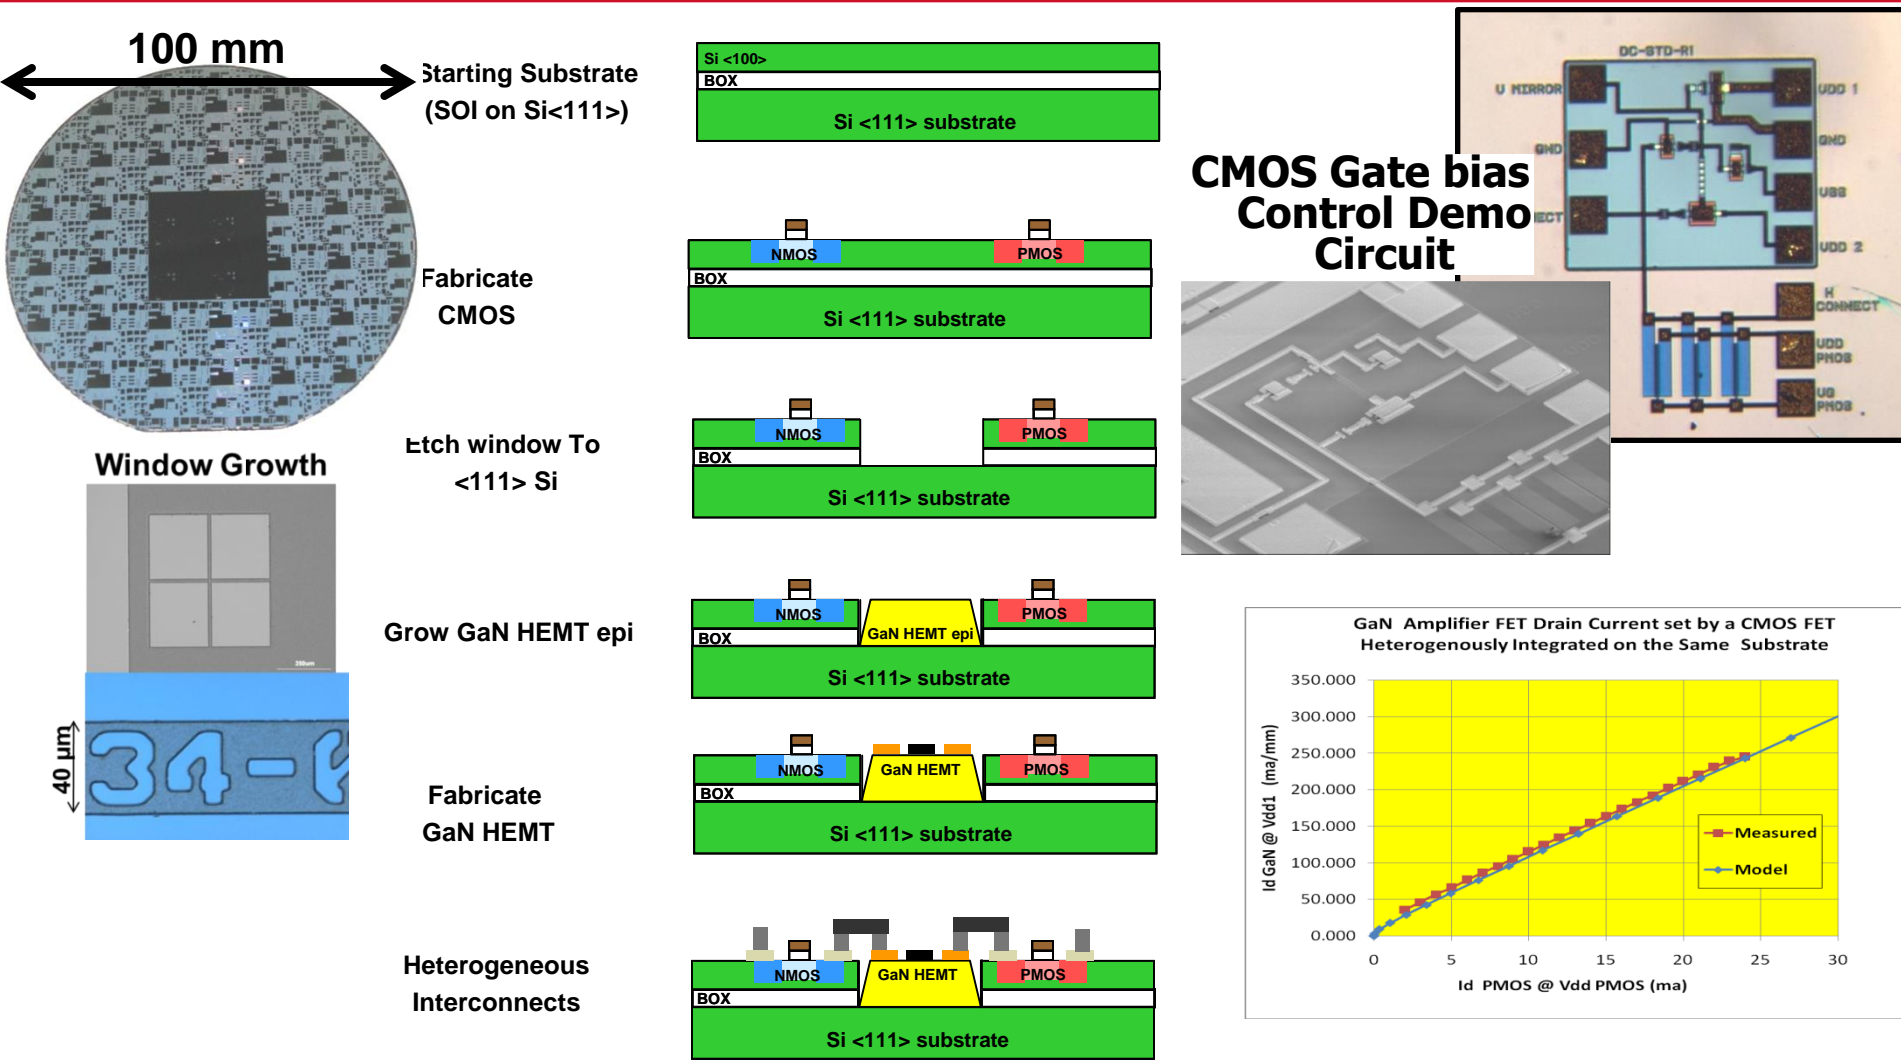 100 mm
Starting Substrate
(SOI on Si<111>)
Si <100>
BOX
Si <111> substrate
Fabricate
CMOS
NMOS
PMOS
BOX
Si <111> substrate
Etch window To
<111> Si
NMOS
PMOS
BOX
Si <111> substrate
Window Growth
250um
40 µm
34-6
Grow GaN HEMT epi
NMOS
GaN HEMT epi
PMOS
BOX
Si <111> substrate
Fabricate
GaN HEMT
NMOS
GaN HEMT
PMOS
BOX
Si <111> substrate
Heterogeneous
Interconnects
NMOS
GaN HEMT
PMOS
BOX
Si <111> substrate
CMOS Gate bias
Control Demo
Circuit
DC-STD-R1
V MIRROR
VDD 1
GND
GND
VSS
NECT
VDD 2
H
CONNECT
VDD
PMOS
VG
PMOS
GaN Amplifier FET Drain Current set by a CMOS FET
Heterogenously Integrated on the Same Substrate
Id GaN @ Vdd1 (ma/mm)
350.000
300.000
250.000
200.000
150.000
100.000
50.000
0.000
Measured
Model
0 5 10 15 20 25 30
Id PMOS @ Vdd PMOS (ma)